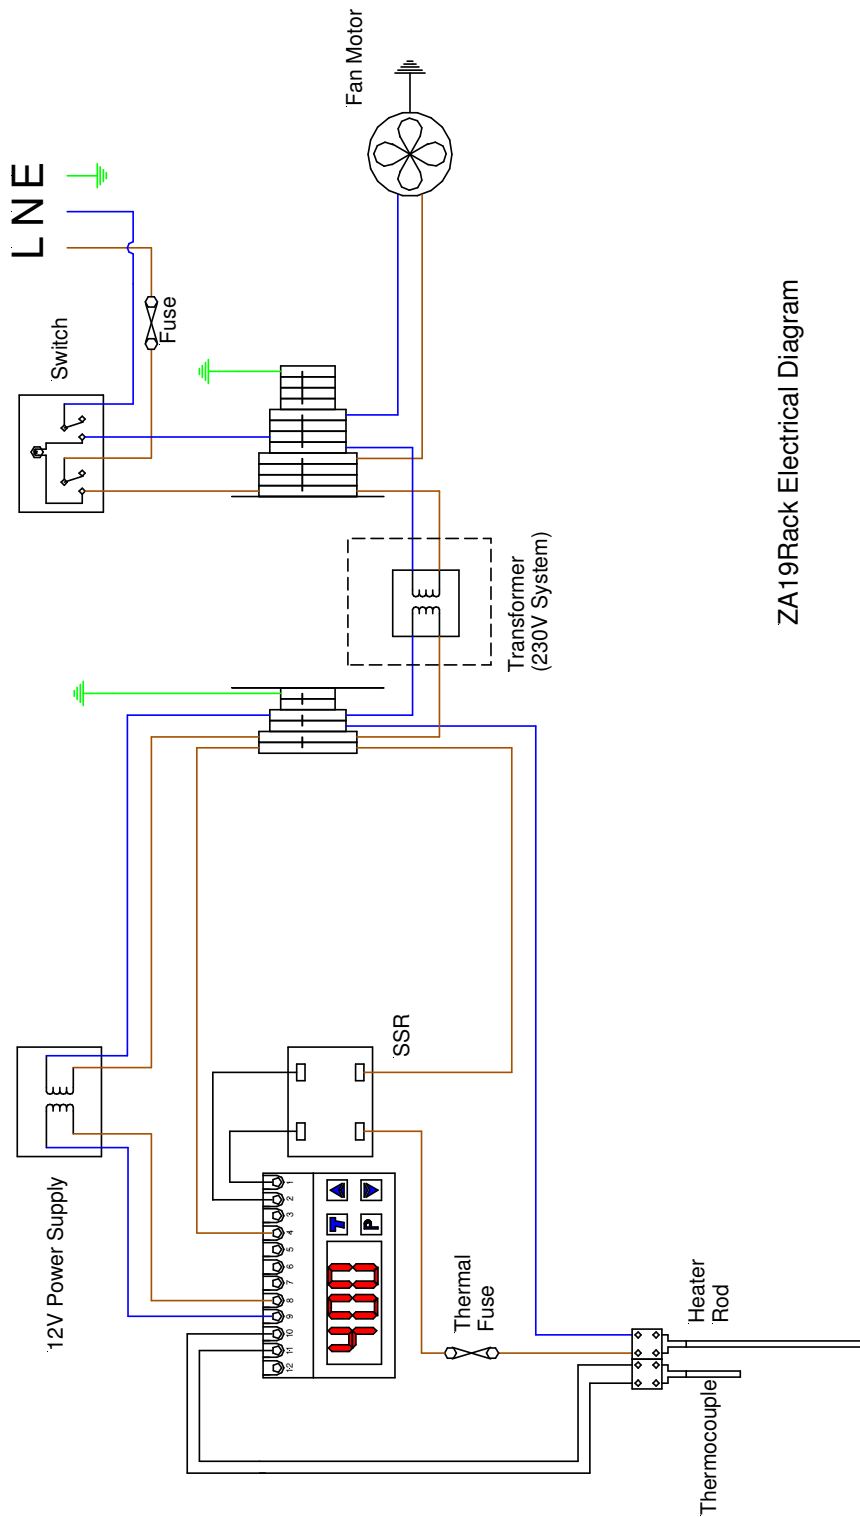 L N E
Fan Motor
Switch
Fuse
Transformer
(230V System)
12V Power Supply
SSR
1
2
3
4
5
6
7
8
9
10
11
12
T
P
400
Thermal
Fuse
Heater
Rod
Thermocouple
ZA19Rack Electrical Diagram